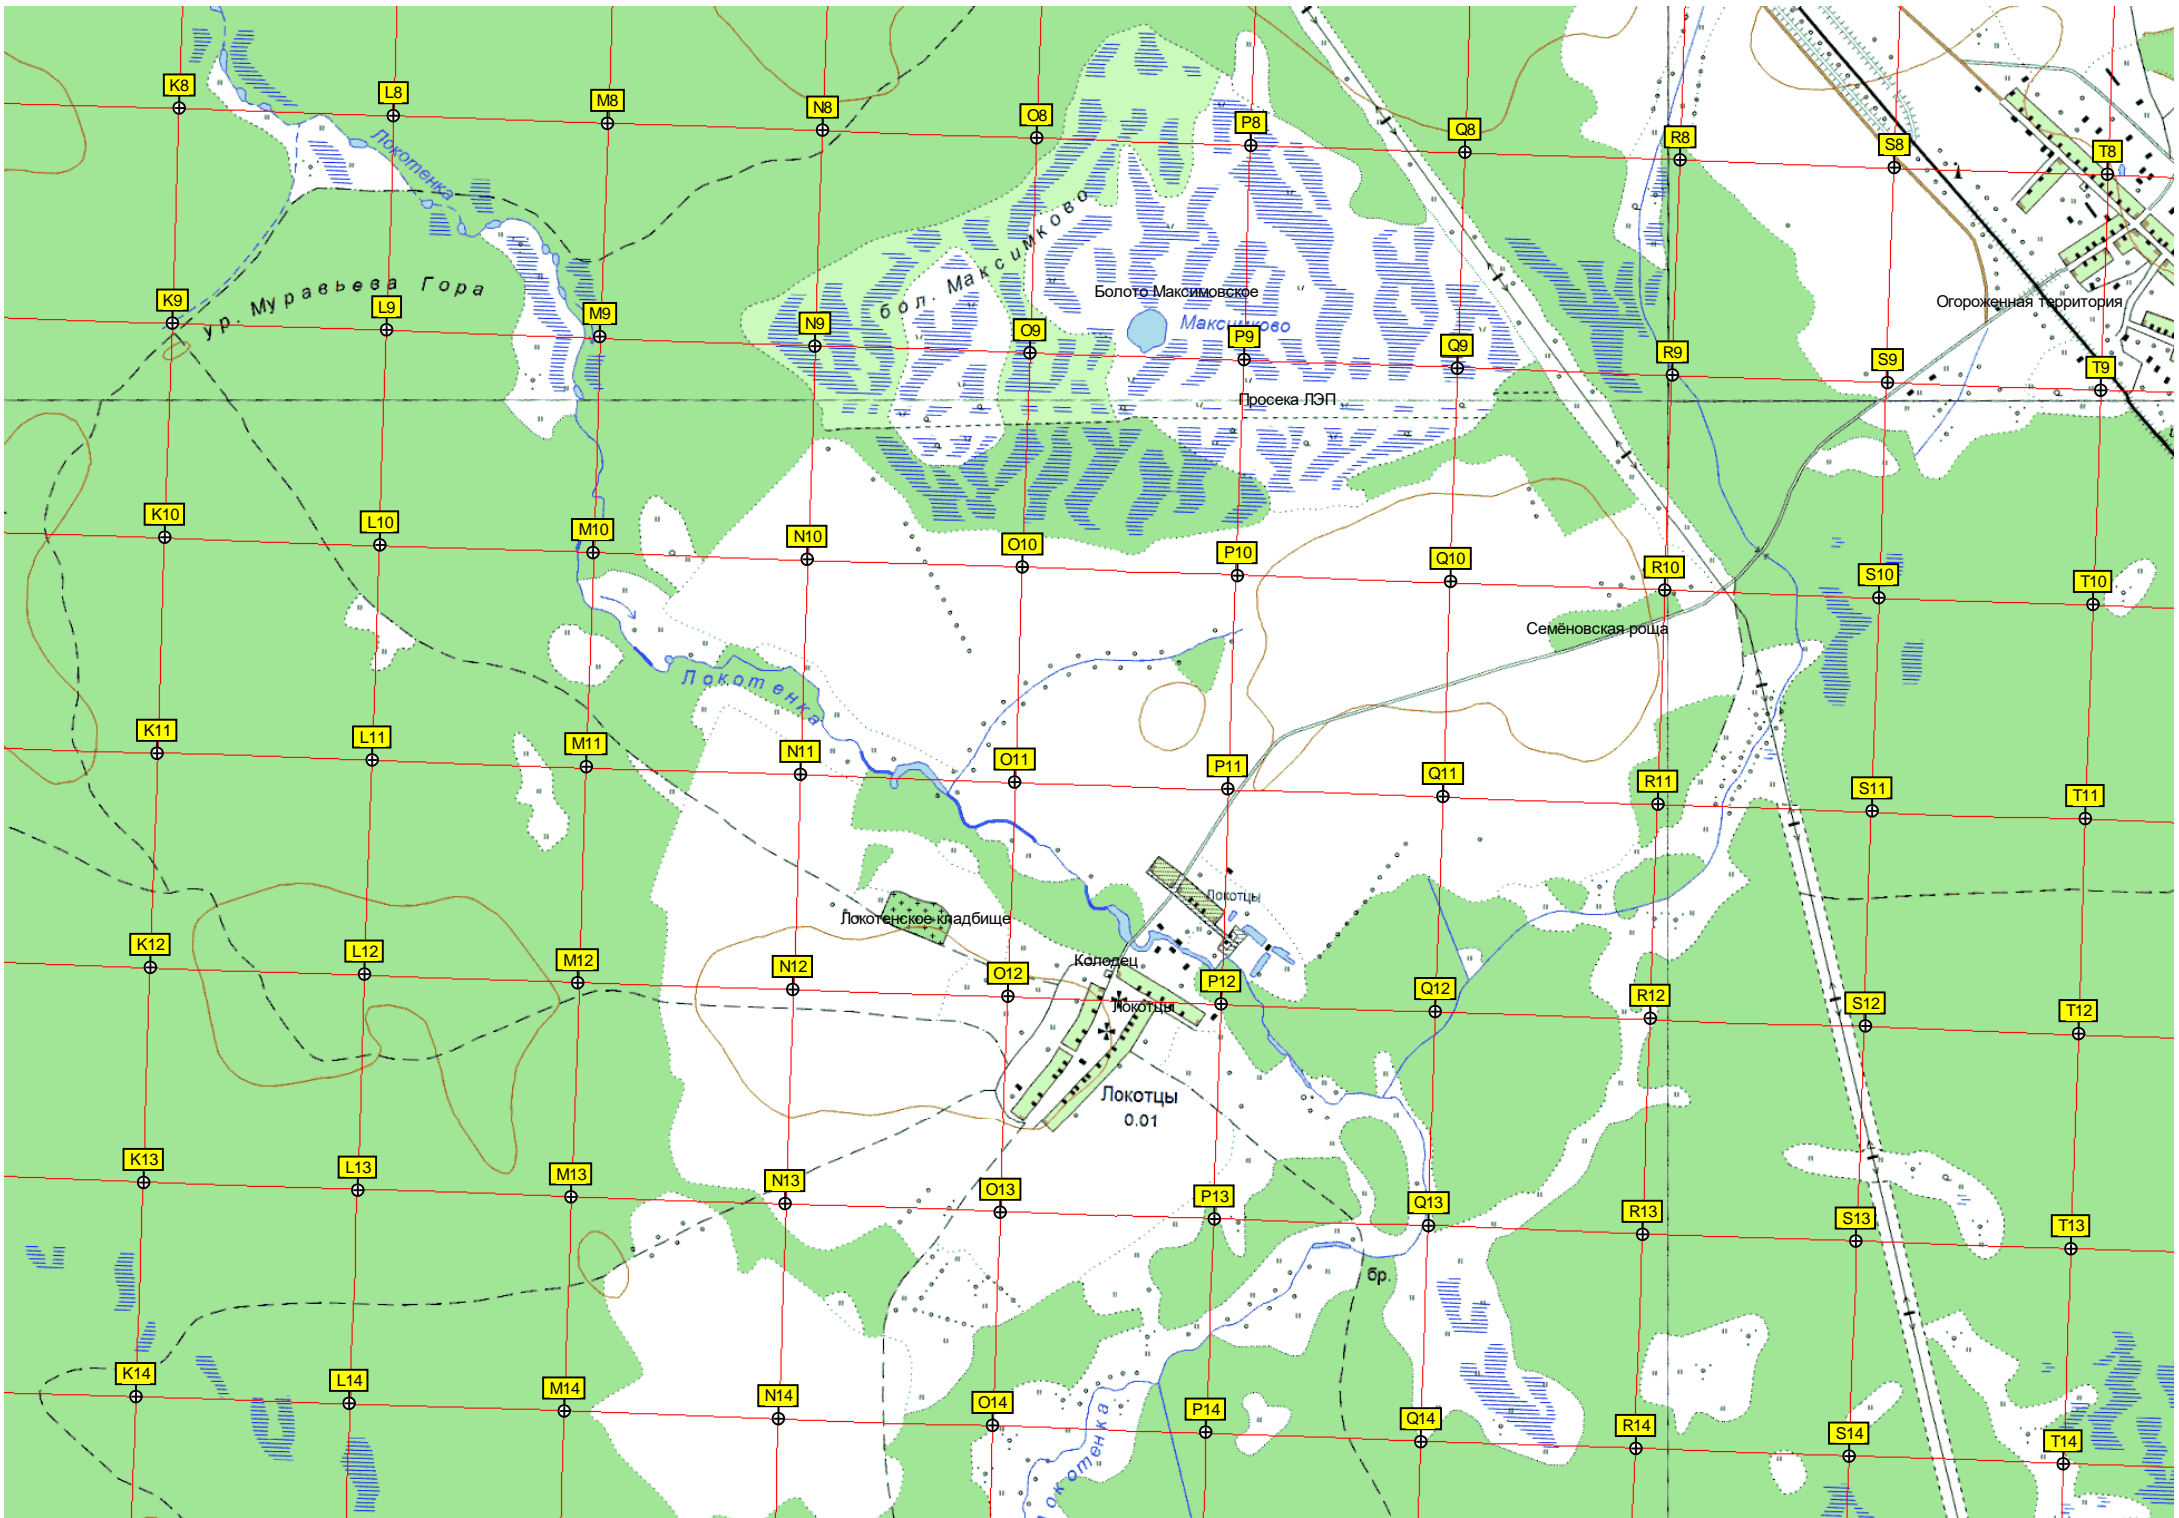 K8
L8
M8
N8
O8
P8
Q8
R8
S8
T8
Локотенка
бол. Максимково
ур. Муравьева Гора
Болото Максимовское
Максимково
Огороженная территория
K9
L9
M9
N9
O9
P9
Q9
R9
S9
T9
Просека ЛЭП
K10
L10
M10
N10
O10
P10
Q10
R10
S10
T10
Семёновская роща
Локотенка
K11
L11
M11
N11
O11
P11
Q11
R11
S11
T11
Локотцы
Локотенское кладбище
Колодец
K12
L12
M12
N12
O12
P12
Q12
R12
S12
T12
Локотцы
Локотцы
0.01
K13
L13
M13
N13
O13
P13
Q13
R13
S13
T13
бр.
K14
L14
M14
N14
O14
P14
Q14
R14
S14
T14
Локотенка